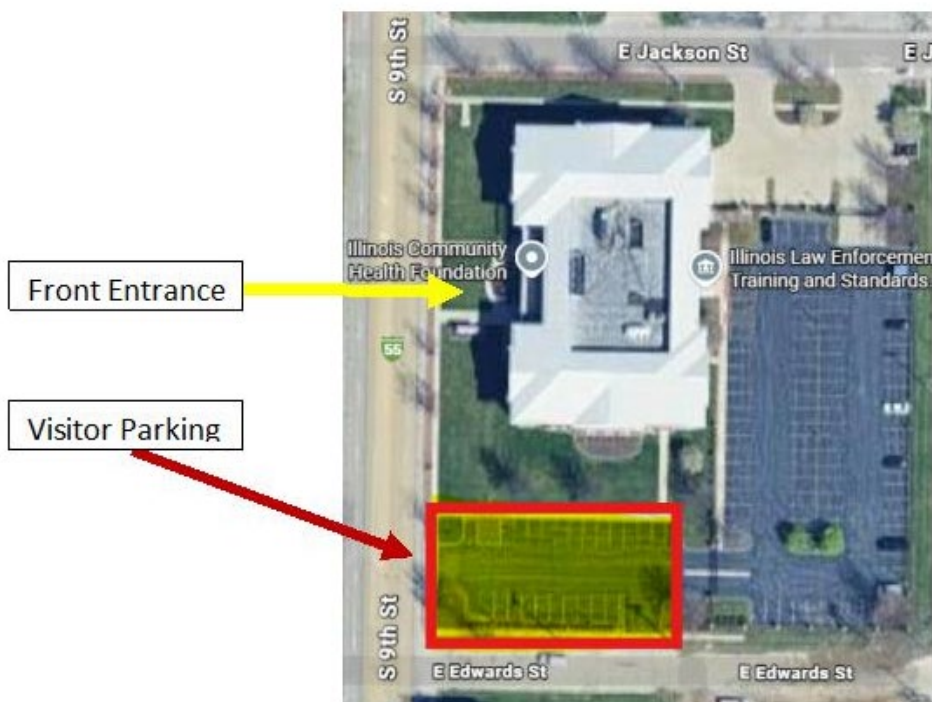 S 9th St
E Jackson St
E J
Illinois Community
Health Foundation
Illinois Law Enforcemen
Training and Standards
Front Entrance
55
Visitor Parking
S 9th St
E Edwards St
E Edwards St